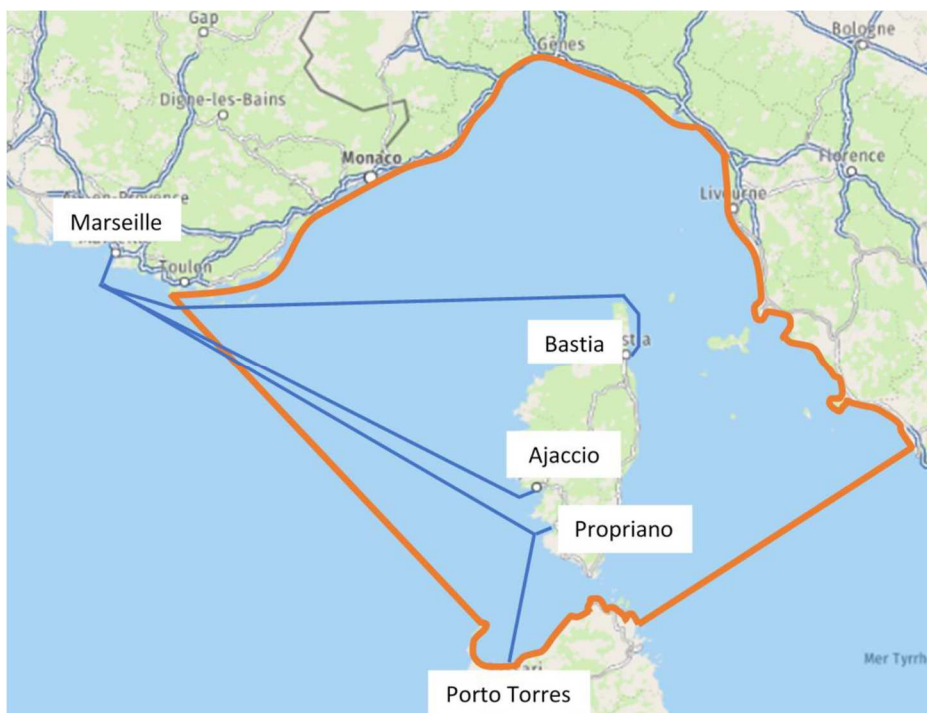 Gap
Bologne
Gênes
Digne-les-Bains
Monaco
Florence
Livourne
Marseille
Toulon
Bastia
Ajaccio
Propriano
Mer Tyrrh
Porto Torres